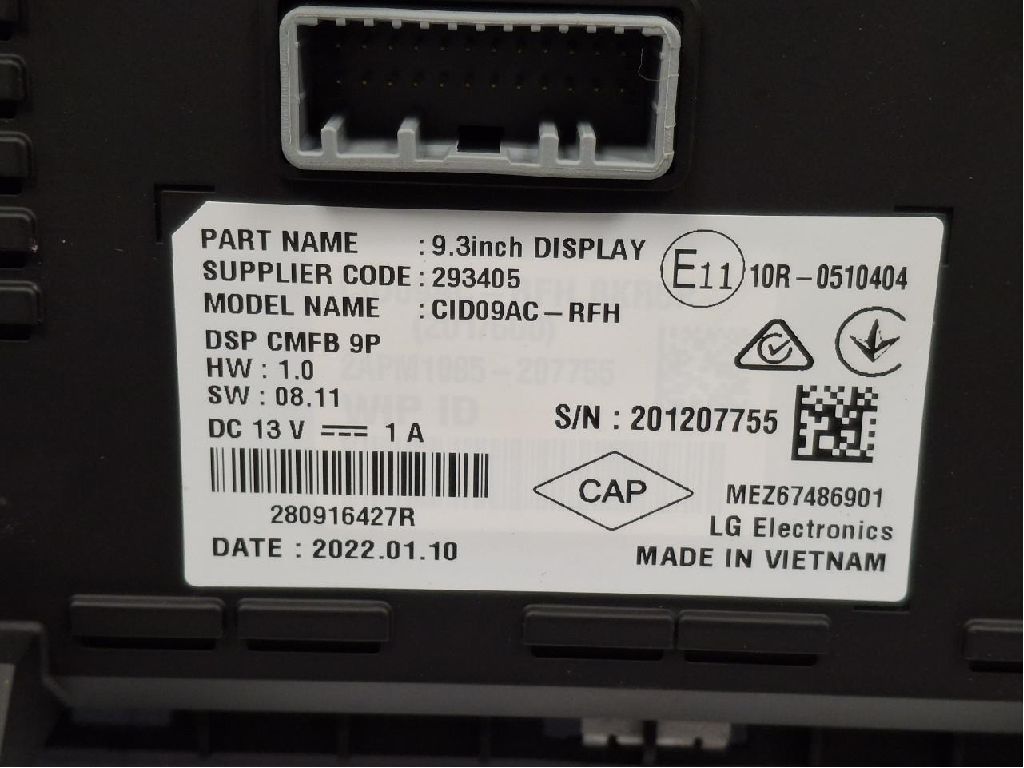 PART NAME : 9.3inch DISPLAY
SUPPLIER CODE : 293405
MODEL NAME : CID09AC-RFH
E11 10R-0510404
DSP CMFB 9P
HW : 1.0
SW : 08.11
DC 13 V 1 A
S/N : 201207755
280916427R
DATE : 2022.01.10
CAP
MEZ67486901
LG Electronics
MADE IN VIETNAM